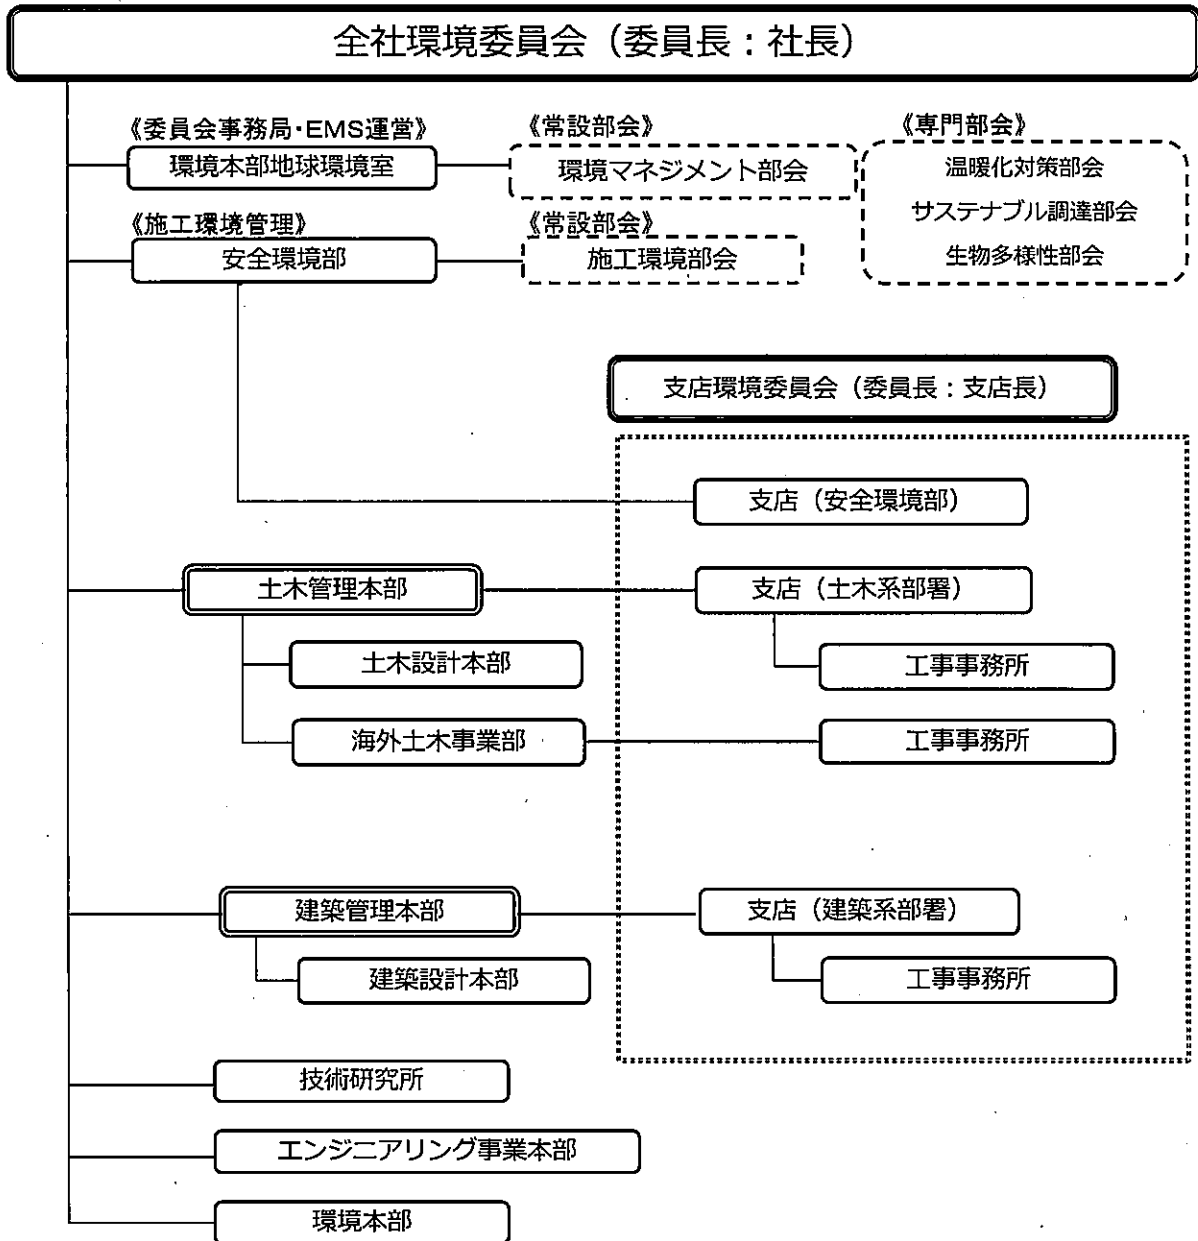 全社環境委員会（委員長：社長）
《委員会事務局・EMS運営》
環境本部地球環境室
《常設部会》
環境マネジメント部会
《専門部会》
温暖化対策部会
サステナブル調達部会
生物多様性部会
《施工環境管理》
安全環境部
《常設部会》
施工環境部会
支店環境委員会（委員長：支店長）
支店（安全環境部）
土木管理本部
支店（土木系部署）
土木設計本部
工事事務所
海外土木事業部
工事事務所
建築管理本部
支店（建築系部署）
建築設計本部
工事事務所
技術研究所
エンジニアリング事業本部
環境本部